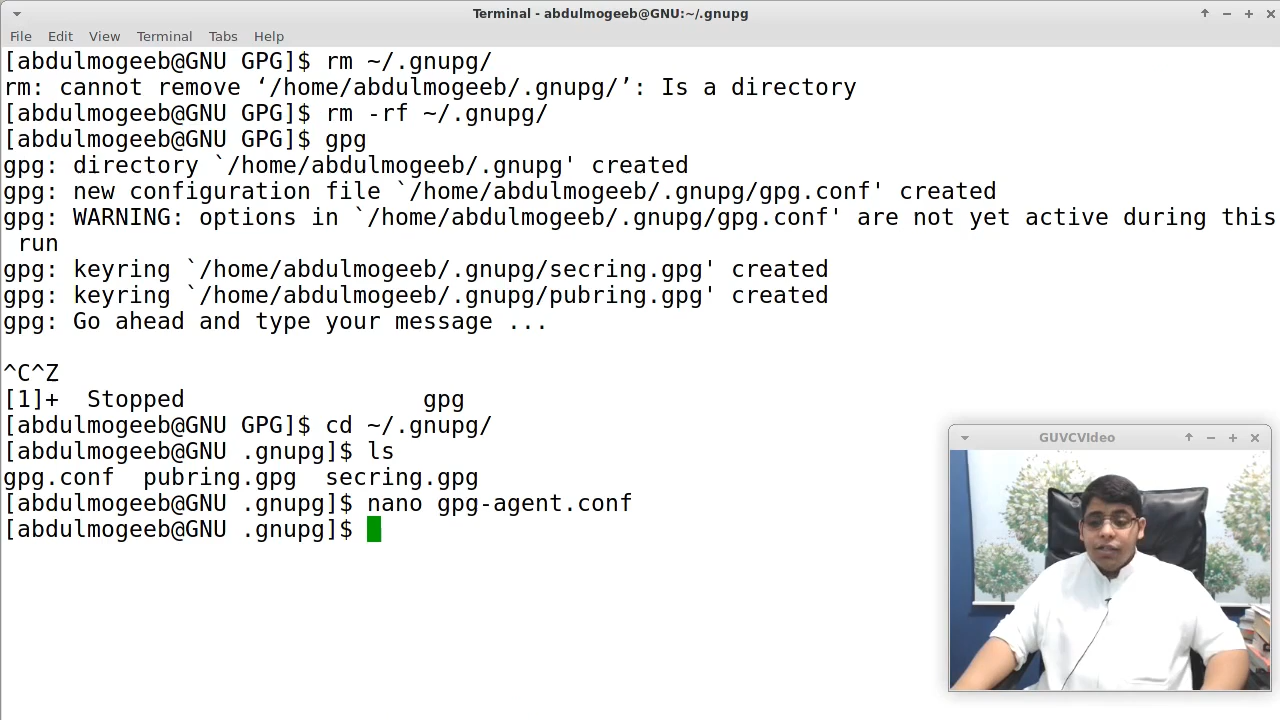 Terminal - abdulmogeeb@GNU:~/.gnupg
File Edit View Terminal Tabs Help
[abdulmogeeb@GNU GPG]$ rm ~/.gnupg/
rm: cannot remove ‘/home/abdulmogeeb/.gnupg/’: Is a directory
[abdulmogeeb@GNU GPG]$ rm -rf ~/.gnupg/
[abdulmogeeb@GNU GPG]$ gpg
gpg: directory `/home/abdulmogeeb/.gnupg' created
gpg: new configuration file `/home/abdulmogeeb/.gnupg/gpg.conf' created
gpg: WARNING: options in `/home/abdulmogeeb/.gnupg/gpg.conf' are not yet active during this
 run
gpg: keyring `/home/abdulmogeeb/.gnupg/secring.gpg' created
gpg: keyring `/home/abdulmogeeb/.gnupg/pubring.gpg' created
gpg: Go ahead and type your message ...
^C^Z
[1]+  Stopped                 gpg
[abdulmogeeb@GNU GPG]$ cd ~/.gnupg/
[abdulmogeeb@GNU .gnupg]$ ls
gpg.conf  pubring.gpg  secring.gpg
[abdulmogeeb@GNU .gnupg]$ nano gpg-agent.conf
[abdulmogeeb@GNU .gnupg]$
GUVCVIdeo